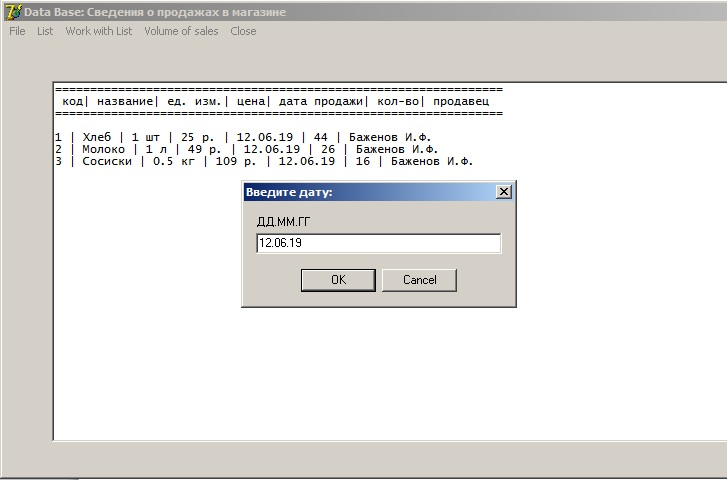 Data Base: Сведения о продажах в магазине
File List Work with List Volume of sales Close
=================================================================
код| название| ед. изм.| цена| дата продажи| кол-во| продавец
=================================================================
1 | Хлеб | 1 шт | 25 р. | 12.06.19 | 44 | Баженов И.Ф.
2 | Молоко | 1 л | 49 р. | 12.06.19 | 26 | Баженов И.Ф.
3 | Сосиски | 0.5 кг | 109 р. | 12.06.19 | 16 | Баженов И.Ф.
Введите дату:
ДД.ММ.ГГ
12.06.19
OK Cancel